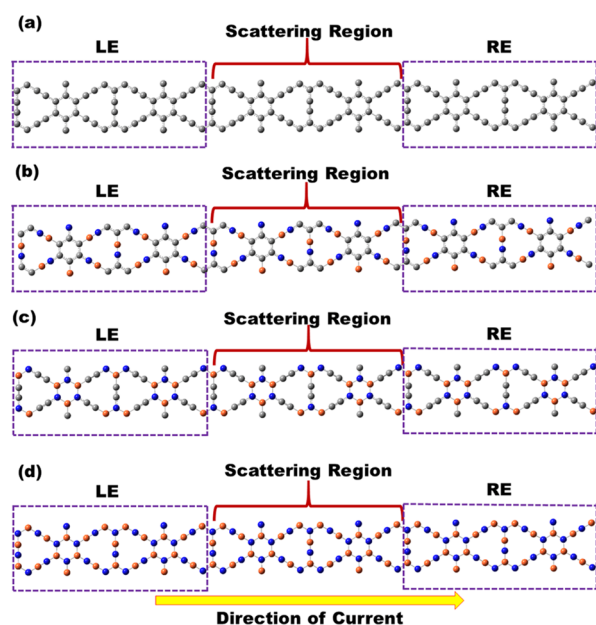 (a)
Scattering Region
LE
RE
(b)
Scattering Region
LE
RE
(c)
Scattering Region
LE
RE
(d)
Scattering Region
LE
RE
Direction of Current